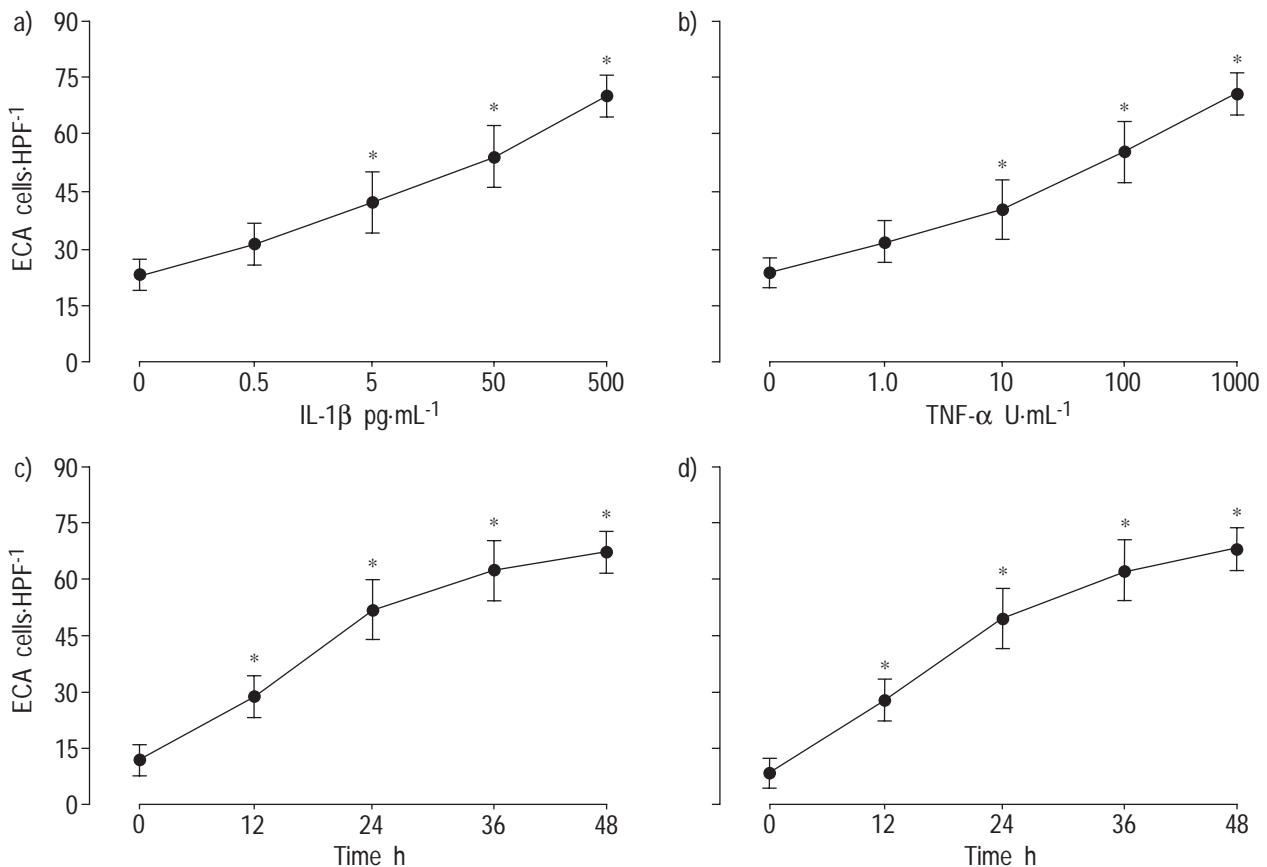 a) 90 75 60 45 30 15 0
ECA cells·HPF⁻¹
* * *
0 0.5 5 50 500
IL-1β pg·mL⁻¹
b)
* * *
0 1.0 10 100 1000
TNF-α U·mL⁻¹
c) 90 75 60 45 30 15 0
ECA cells·HPF⁻¹
* * * *
0 12 24 36 48
Time h
d)
* * * *
0 12 24 36 48
Time h